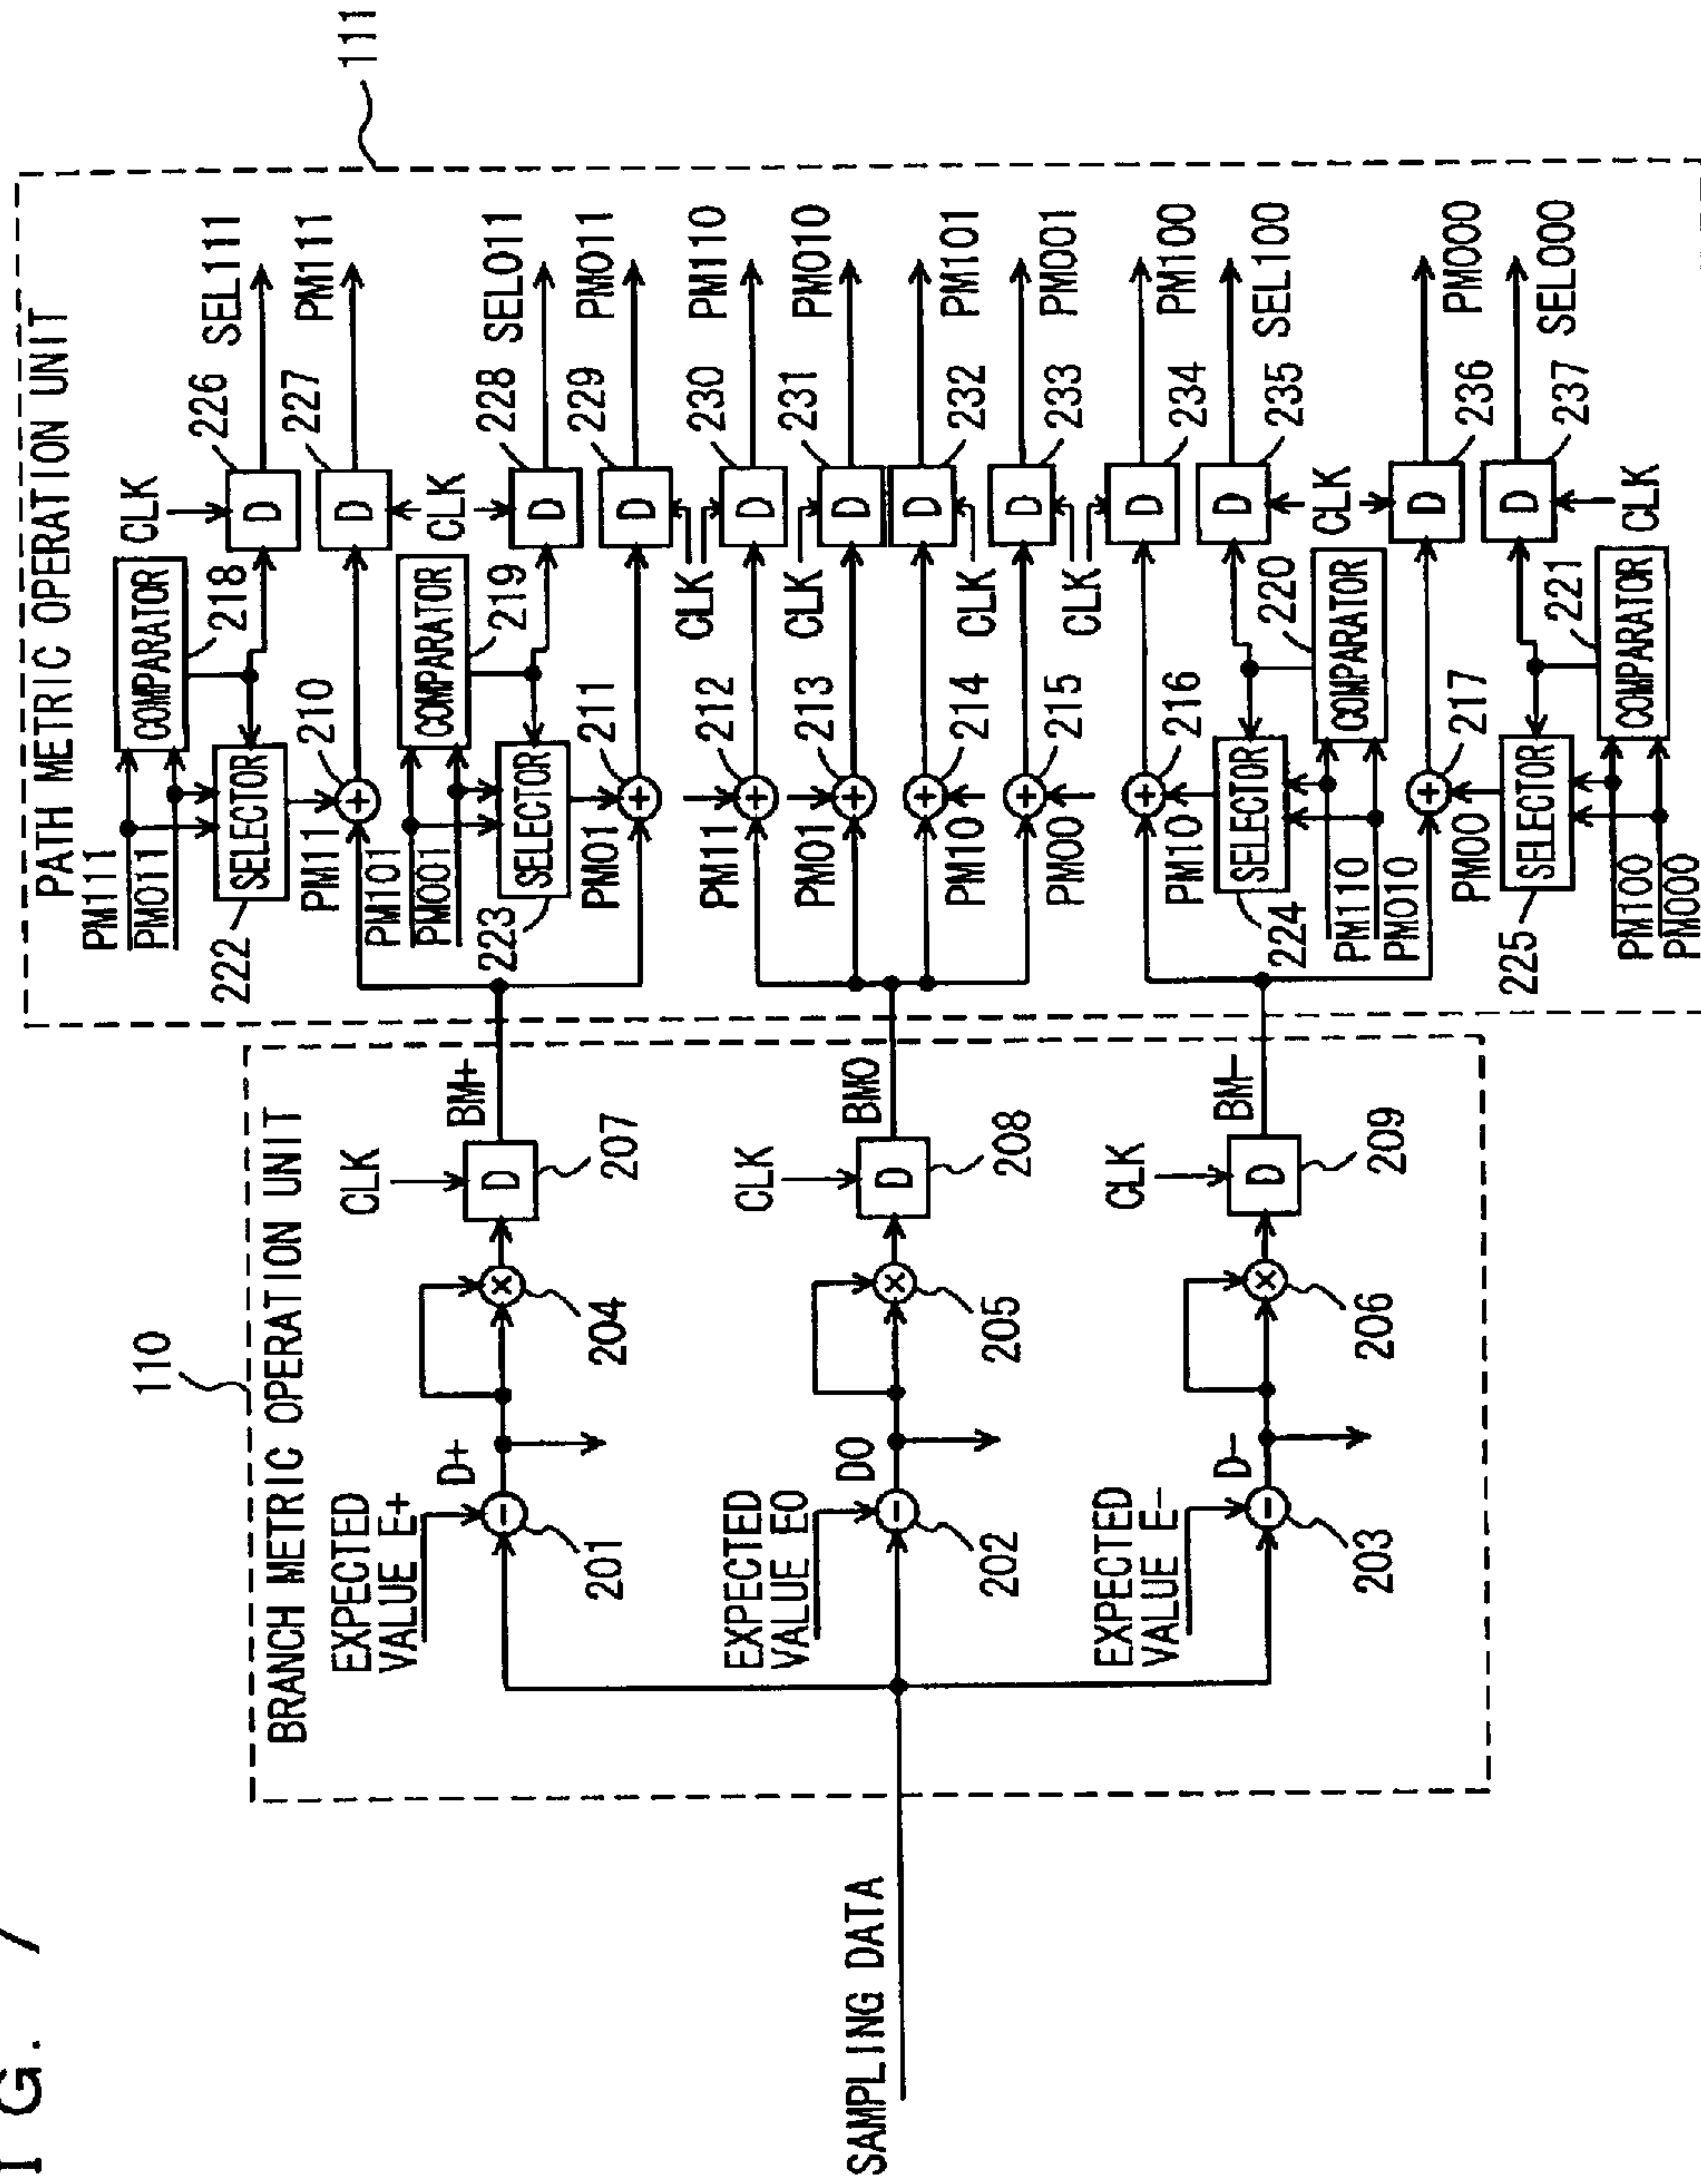 I G. 7
110
BRANCH METRIC OPERATION UNIT
SAMPLING DATA
EXPECTED
VALUE E+
D+
201
204
CLK
D
207
BM+
EXPECTED
VALUE E0
D0
202
205
CLK
D
208
BM0
EXPECTED
VALUE E-
D-
203
206
CLK
D
209
BM-
PATH METRIC OPERATION UNIT
111
PM111
PM011
COMPARATOR
218
222
SELECTOR
CLK
D
226
SEL111
PM11
210
D
227
PM111
PM101
PM001
COMPARATOR
219
223
SELECTOR
CLK
D
228
SEL011
PM01
211
D
229
PM011
CLK
PM11
212
D
230
PM110
CLK
PM01
213
D
231
PM010
PM10
214
CLK
D
232
PM101
PM00
215
CLK
D
233
PM001
PM10
216
D
234
PM100
224
SELECTOR
220
COMPARATOR
PM110
PM010
D
235
SEL100
CLK
PM00
217
D
236
PM000
225
SELECTOR
221
COMPARATOR
PM100
PM000
D
237
SEL000
CLK